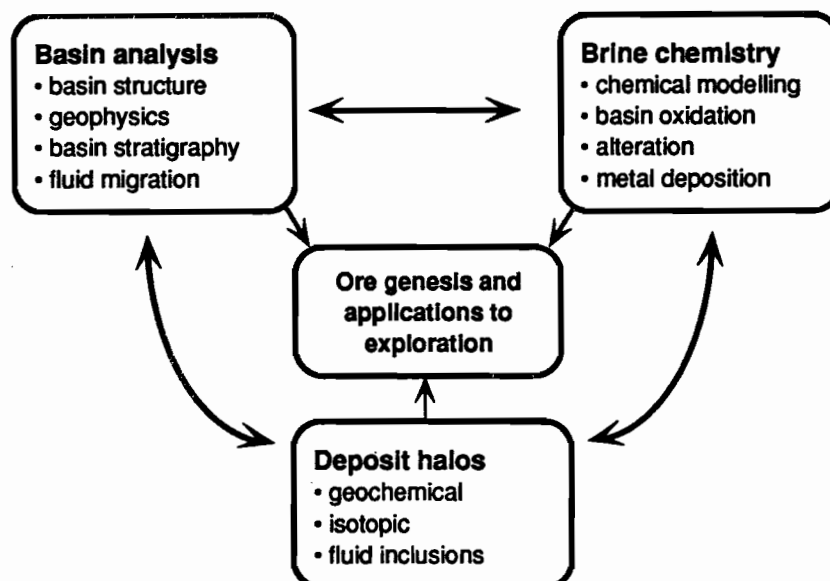 Basin analysis
• basin structure
• geophysics
• basin stratigraphy
• fluid migration
Brine chemistry
• chemical modelling
• basin oxidation
• alteration
• metal deposition
Ore genesis and
applications to
exploration
Deposit halos
• geochemical
• isotopic
• fluid inclusions